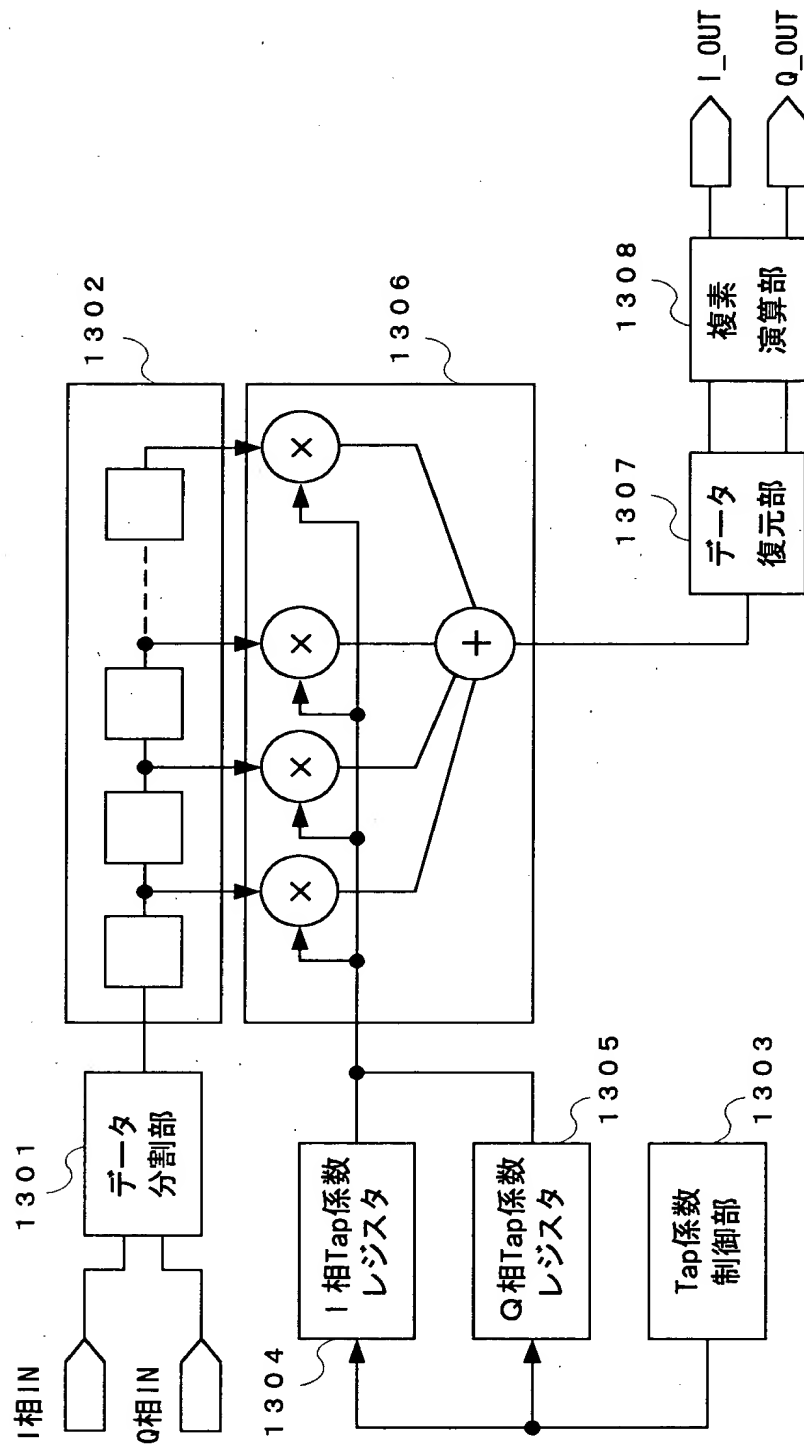 I相IN
Q相IN
1301
データ
分割部
1302
1304
I相Tap係数
レジスタ
Q相Tap係数
レジスタ
1305
Tap係数
制御部
1303
×
×
×
×
+
1306
1307
データ
復元部
1308
複素
演算部
I_OUT
Q_OUT